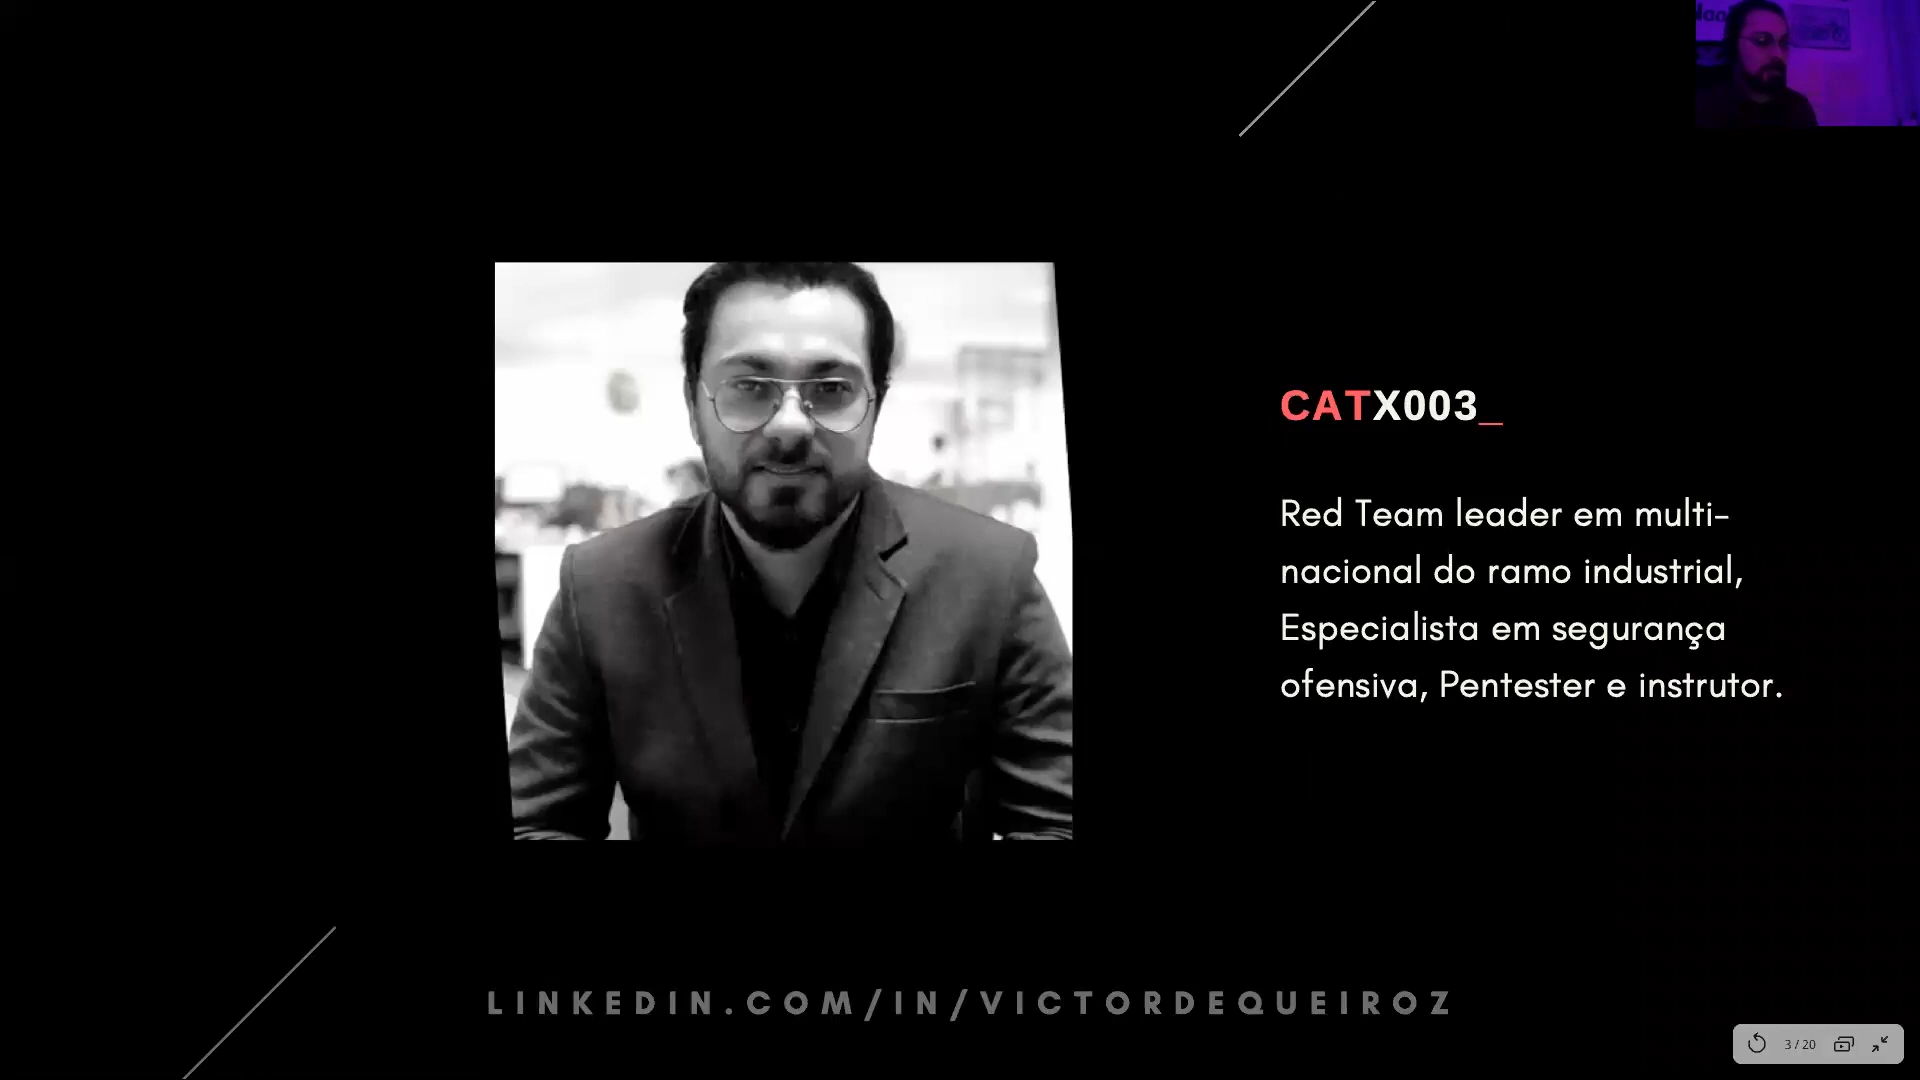 CATX003_
Red Team leader em multi-
nacional do ramo industrial,
Especialista em segurança
ofensiva, Pentester e instrutor.
LINKEDIN.COM/IN/VICTORDEQUEIROZ
3 / 20